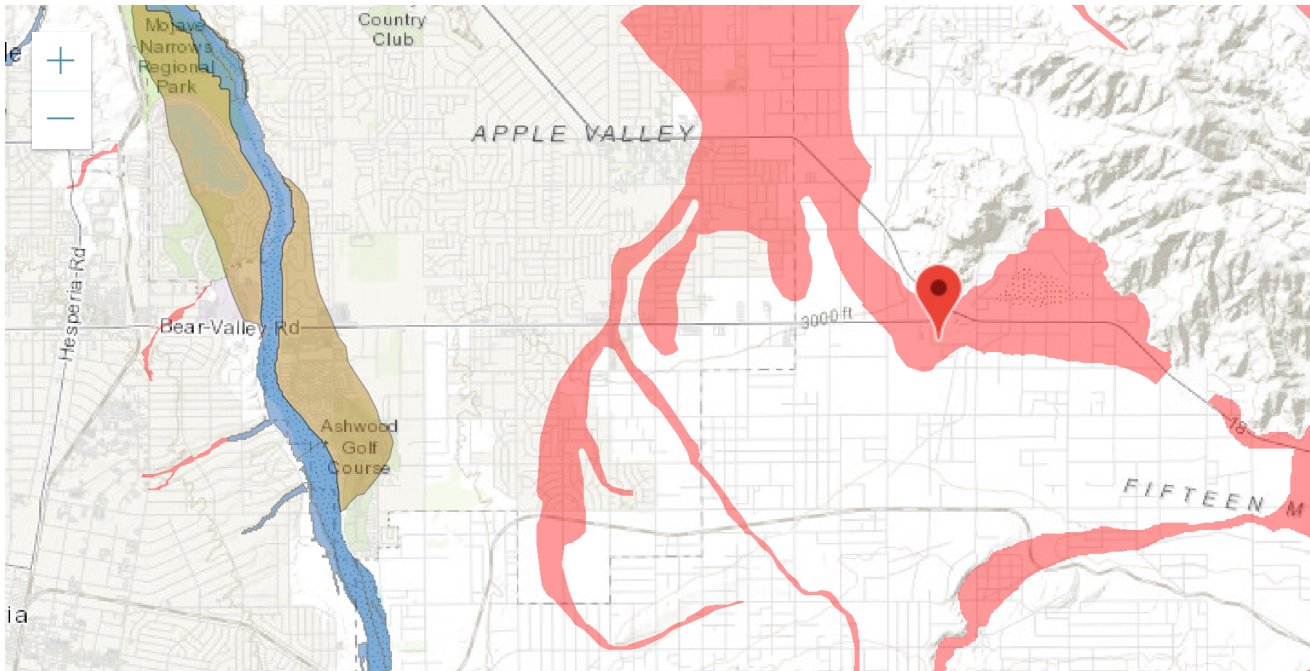 Mojave
Narrows
Regional
Park
Country
Club
+
−
APPLE VALLEY
Hesperia-Rd
Bear-Valley Rd
3000 ft
Ashwood
Golf
Course
18
FIFTEEN M
ia